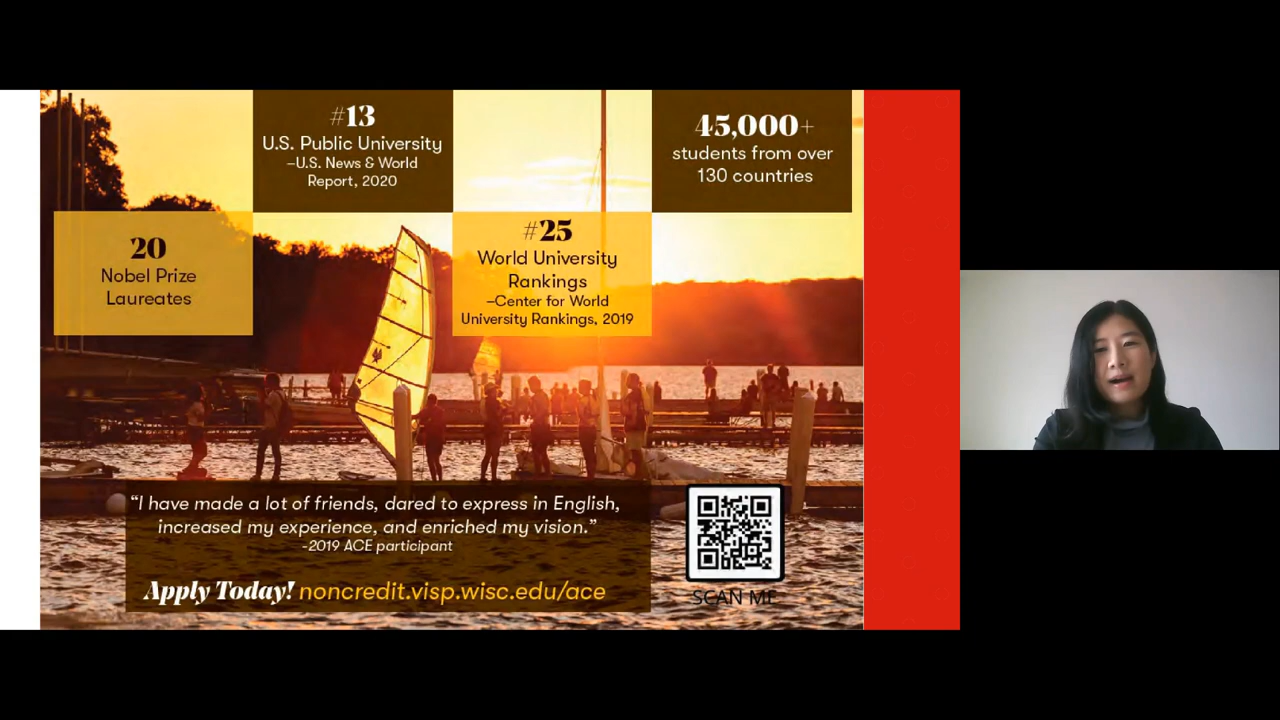 #13
U.S. Public University
–U.S. News & World
Report, 2020
45,000+
students from over
130 countries
20
Nobel Prize
Laureates
#25
World University
Rankings
–Center for World
University Rankings, 2019
“I have made a lot of friends, dared to express in English,
increased my experience, and enriched my vision.”
-2019 ACE participant
Apply Today! noncredit.visp.wisc.edu/ace
SCAN ME